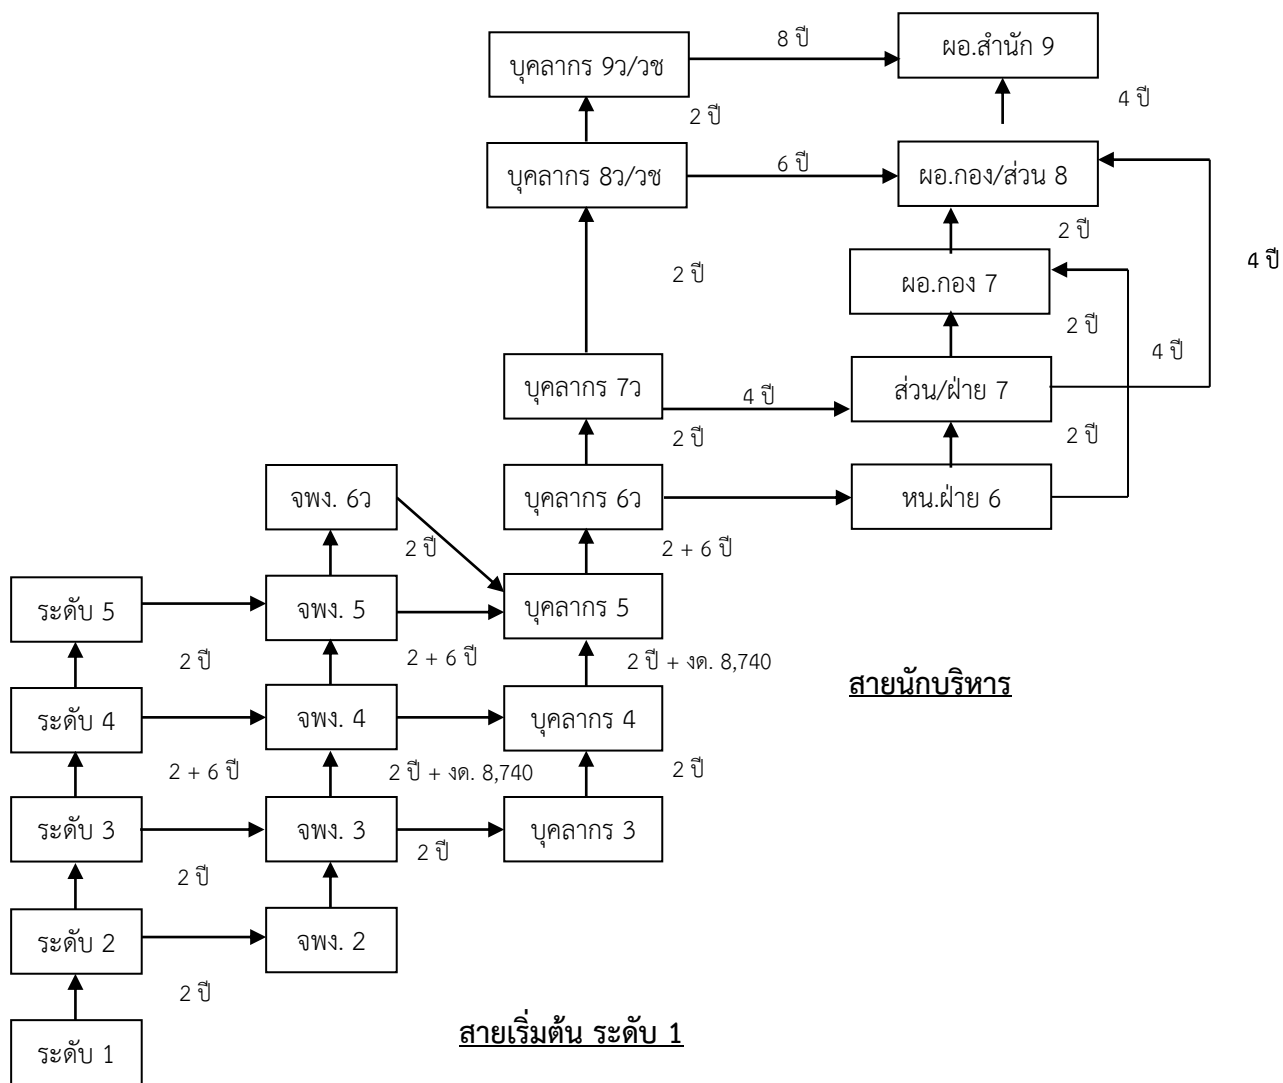 8 ปี
ผอ.สำนัก 9
บุคลากร 9ว/วช
4 ปี
2 ปี
บุคลากร 8ว/วช
6 ปี
ผอ.กอง/ส่วน 8
2 ปี
4 ปี
2 ปี
ผอ.กอง 7
2 ปี
4 ปี
บุคลากร 7ว
4 ปี
ส่วน/ฝ่าย 7
2 ปี
2 ปี
จพง. 6ว
บุคลากร 6ว
หน.ฝ่าย 6
2 ปี
2 + 6 ปี
ระดับ 5
จพง. 5
บุคลากร 5
2 ปี
2 + 6 ปี
2 ปี + งด. 8,740
สายนักบริหาร
ระดับ 4
จพง. 4
บุคลากร 4
2 + 6 ปี
2 ปี + งด. 8,740
2 ปี
ระดับ 3
จพง. 3
บุคลากร 3
2 ปี
2 ปี
ระดับ 2
จพง. 2
2 ปี
สายเริ่มต้น ระดับ 1
ระดับ 1